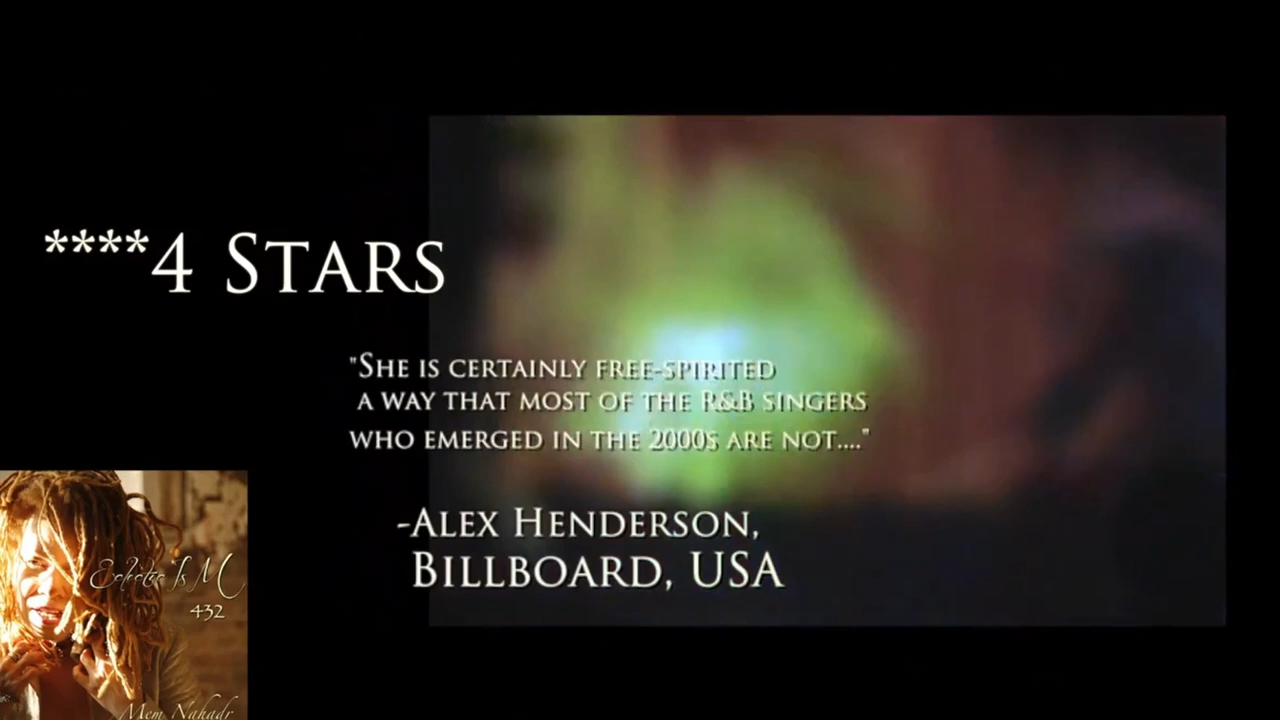 ****4 STARS
"SHE IS CERTAINLY FREE-SPIRITED
A WAY THAT MOST OF THE R&B SINGERS
WHO EMERGED IN THE 2000S ARE NOT...."
-ALEX HENDERSON,
BILLBOARD, USA
Eclectic Is M
432
Mem Nahadr